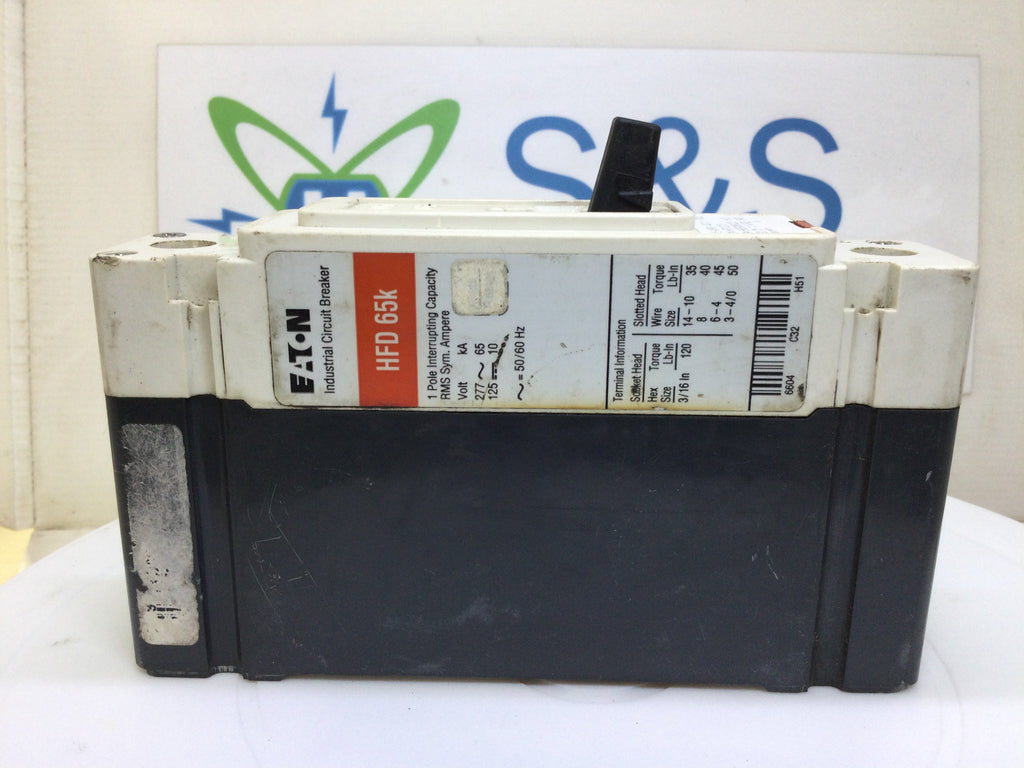 S&S
EATON
Industrial Circuit Breaker
HFD 65k
1 Pole Interrupting Capacity
RMS Sym. Ampere
Volt kA
277 ~ 65
125 ⎓ 10
~ = 50/60 Hz
Terminal Information
Socket Head
Hex Size Torque Lb-In
3/16 In 120
Slotted Head
Wire Size Torque Lb-In
14–10 35
8 40
6–4 45
3–4/0 50
6604 C32 H51